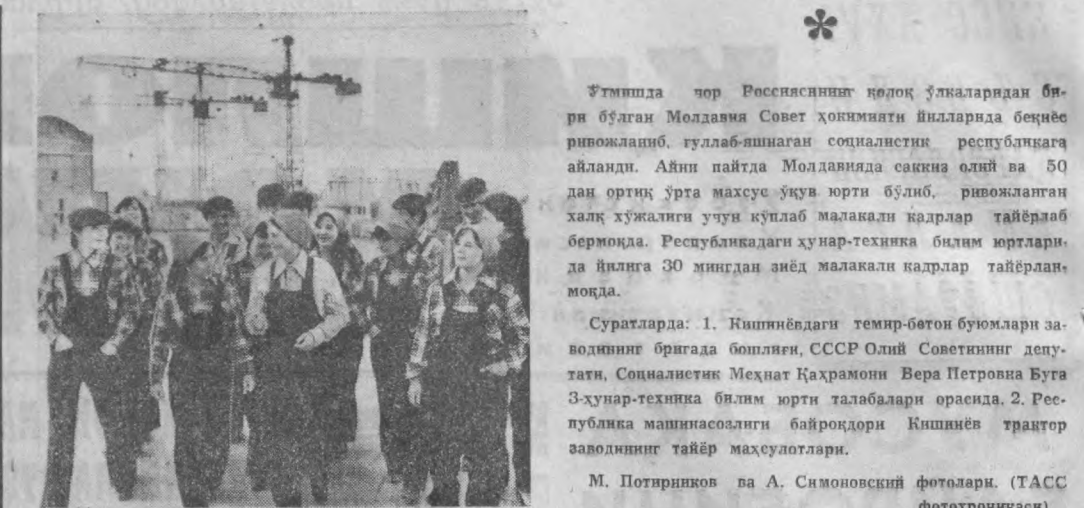 Ўтмишда чор Россиясининг қолоқ ўлкаларидан би-
ри бўлган Молдавия Совет ҳокимияти йилларида беқиёс
ривожланиб, гуллаб-яшнаган социалистик республикага
айланди. Айни пайтда Молдавияда саккиз олий ва 50
дан ортиқ ўрта махсус ўқув юрти бўлиб, ривожланган
халқ хўжалиги учун кўплаб малакали кадрлар тайёрлаб
бермоқда. Республикадаги ҳунар-техника билим юртлари-
да йилига 30 мингдан зиёд малакали кадрлар тайёрлан-
моқда.
Суратларда: 1. Кишинёвдаги темир-бетон буюмлари за-
водининг бригада бошлиғи, СССР Олий Советининг депу-
тати, Социалистик Меҳнат Қаҳрамони Вера Петровна Буга
3-ҳунар-техника билим юрти талабалари орасида. 2. Рес-
публика машинасозлиги байроқдори Кишинёв трактор
заводининг тайёр маҳсулотлари.
М. Потирников ва А. Симоновский фотолари. (ТАСС
фотохроникаси)